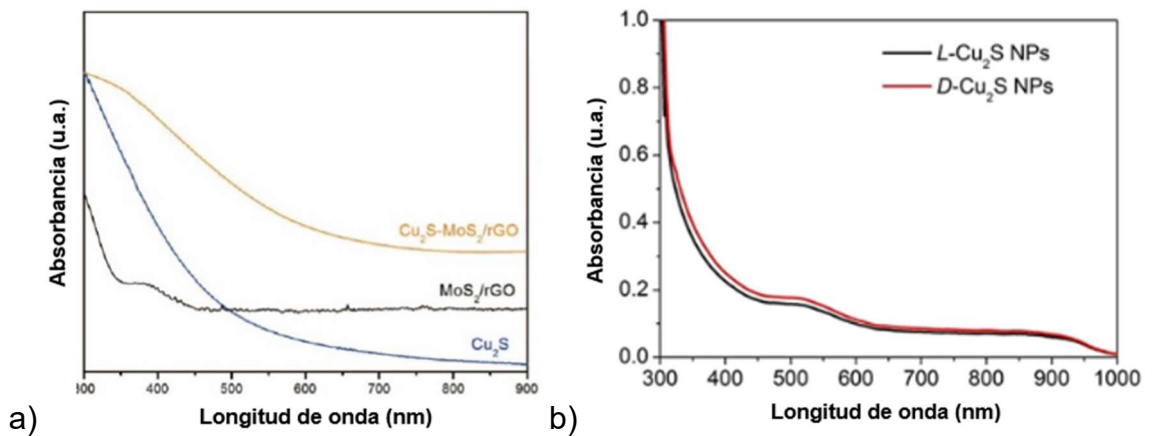 Absorbancia (u.a.)
Cu₂S-MoS₂/rGO
MoS₂/rGO
Cu₂S
300 400 500 600 700 800 900
Longitud de onda (nm)
a)
Absorbancia (u.a.)
1.0
0.8
0.6
0.4
0.2
0.0
L-Cu₂S NPs
D-Cu₂S NPs
300 400 500 600 700 800 900 1000
Longitud de onda (nm)
b)